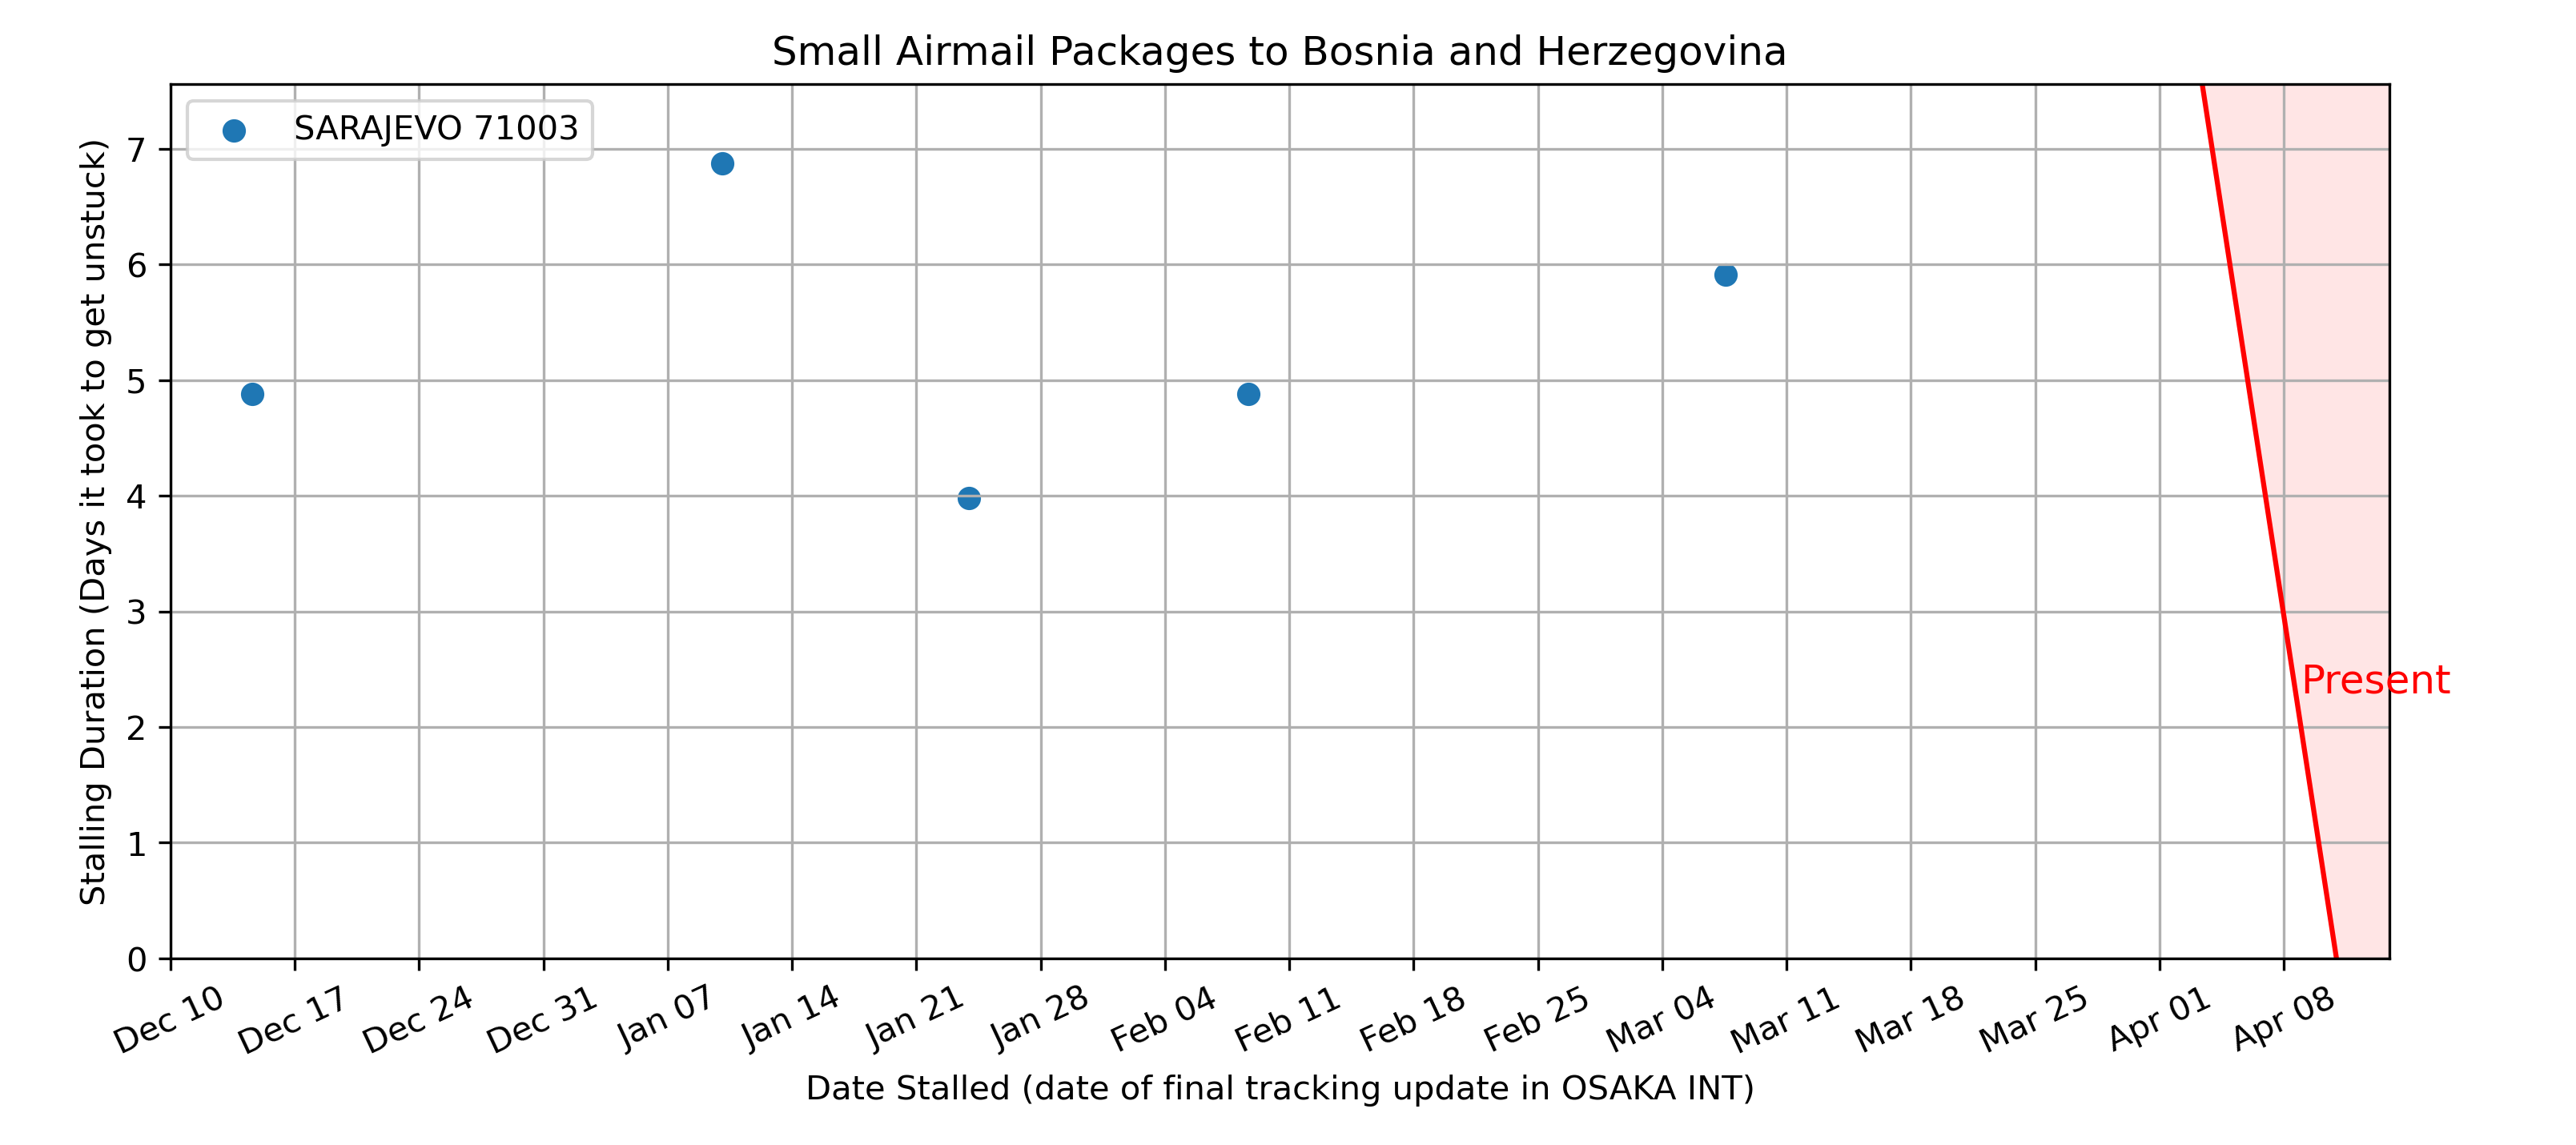 Small Airmail Packages to Bosnia and Herzegovina
SARAJEVO 71003
Stalling Duration (Days it took to get unstuck)
7
6
5
4
3
2
1
0
Present
Dec 10 Dec 17 Dec 24 Dec 31 Jan 07 Jan 14 Jan 21 Jan 28 Feb 04 Feb 11 Feb 18 Feb 25 Mar 04 Mar 11 Mar 18 Mar 25 Apr 01 Apr 08
Date Stalled (date of final tracking update in OSAKA INT)